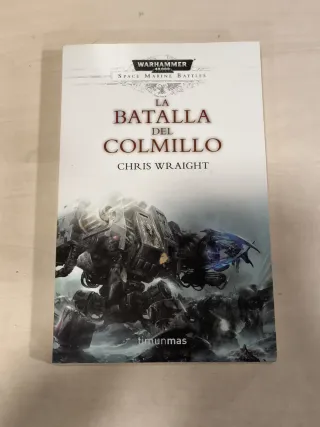 WARHAMMER
40,000
SPACE MARINE BATTLES
LA
BATALLA
DEL
COLMILLO
CHRIS WRAIGHT
timunmas